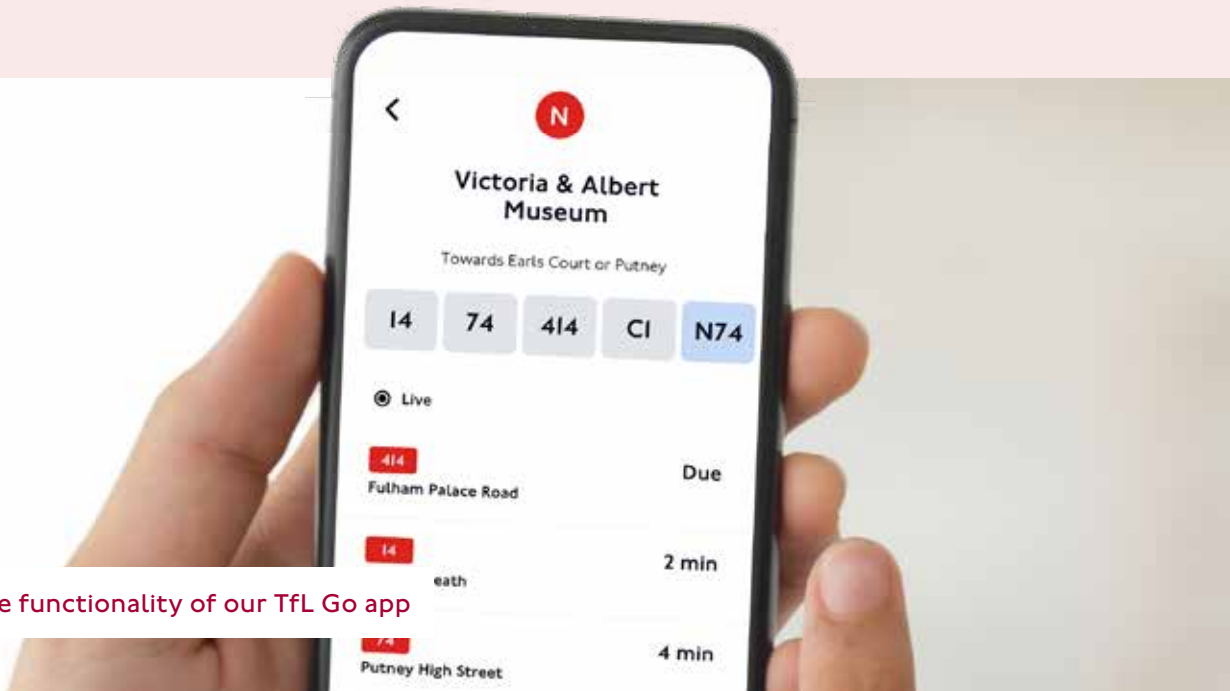 N
Victoria & Albert
Museum
Towards Earls Court or Putney
14 74 414 C1 N74
Live
414 Due
Fulham Palace Road
14 2 min
functionality of our TfL Go app
74 4 min
Putney High Street